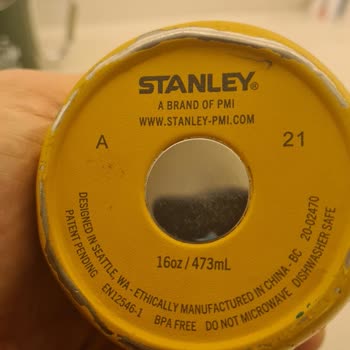 STANLEY®
A BRAND OF PMI
WWW.STANLEY-PMI.COM
A 21
16oz/473mL
DESIGNED IN SEATTLE, WA - ETHICALLY MANUFACTURED IN CHINA - BC 20-02470
PATENT PENDING EN12546-1 BPA FREE DO NOT MICROWAVE DISHWASHER SAFE